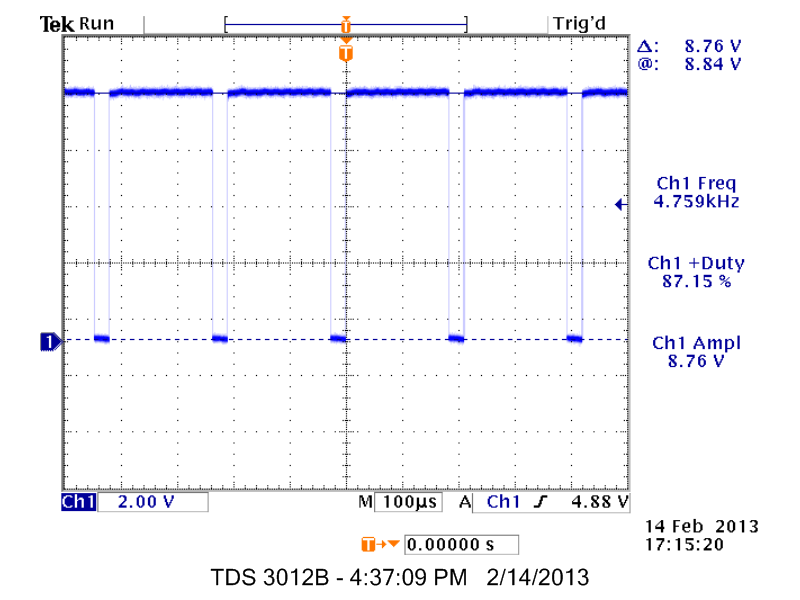 Tek Run Trig'd
T
T
Δ: 8.76 V
@: 8.84 V
Ch1 Freq
4.759kHz
Ch1 +Duty
87.15 %
1
Ch1 Ampl
8.76 V
Ch1 2.00 V M 100µs A Ch1 ʃ 4.88 V
14 Feb 2013
17:15:20
T 0.00000 s
TDS 3012B - 4:37:09 PM 2/14/2013